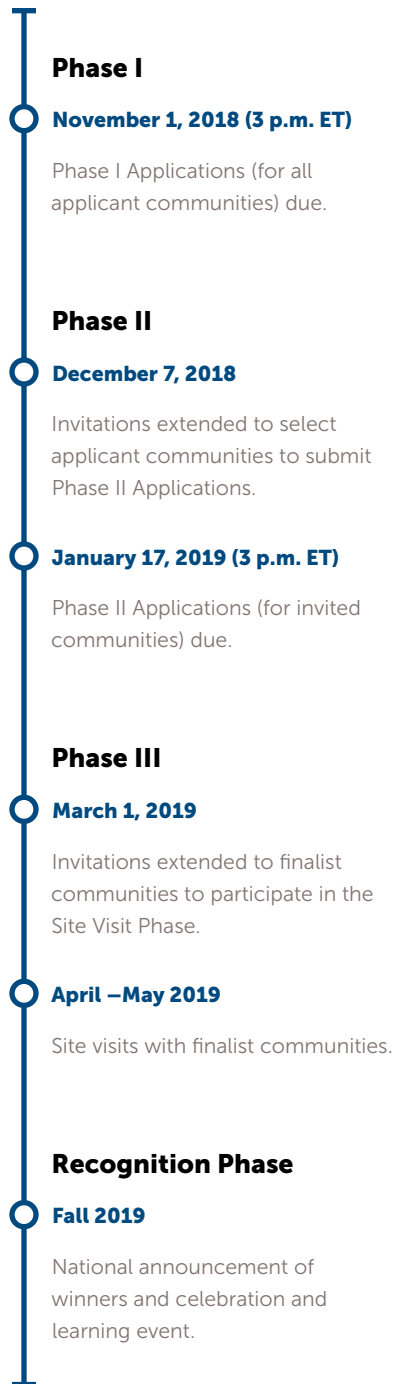 Phase I
November 1, 2018 (3 p.m. ET)
Phase I Applications (for all
applicant communities) due.
Phase II
December 7, 2018
Invitations extended to select
applicant communities to submit
Phase II Applications.
January 17, 2019 (3 p.m. ET)
Phase II Applications (for invited
communities) due.
Phase III
March 1, 2019
Invitations extended to finalist
communities to participate in the
Site Visit Phase.
April –May 2019
Site visits with finalist communities.
Recognition Phase
Fall 2019
National announcement of
winners and celebration and
learning event.